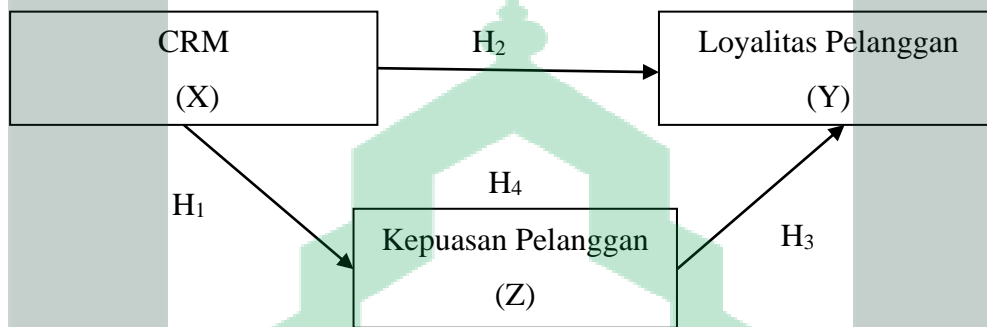 CRM
(X)
H₂
Loyalitas Pelanggan
(Y)
H₁
H₄
Kepuasan Pelanggan
(Z)
H₃